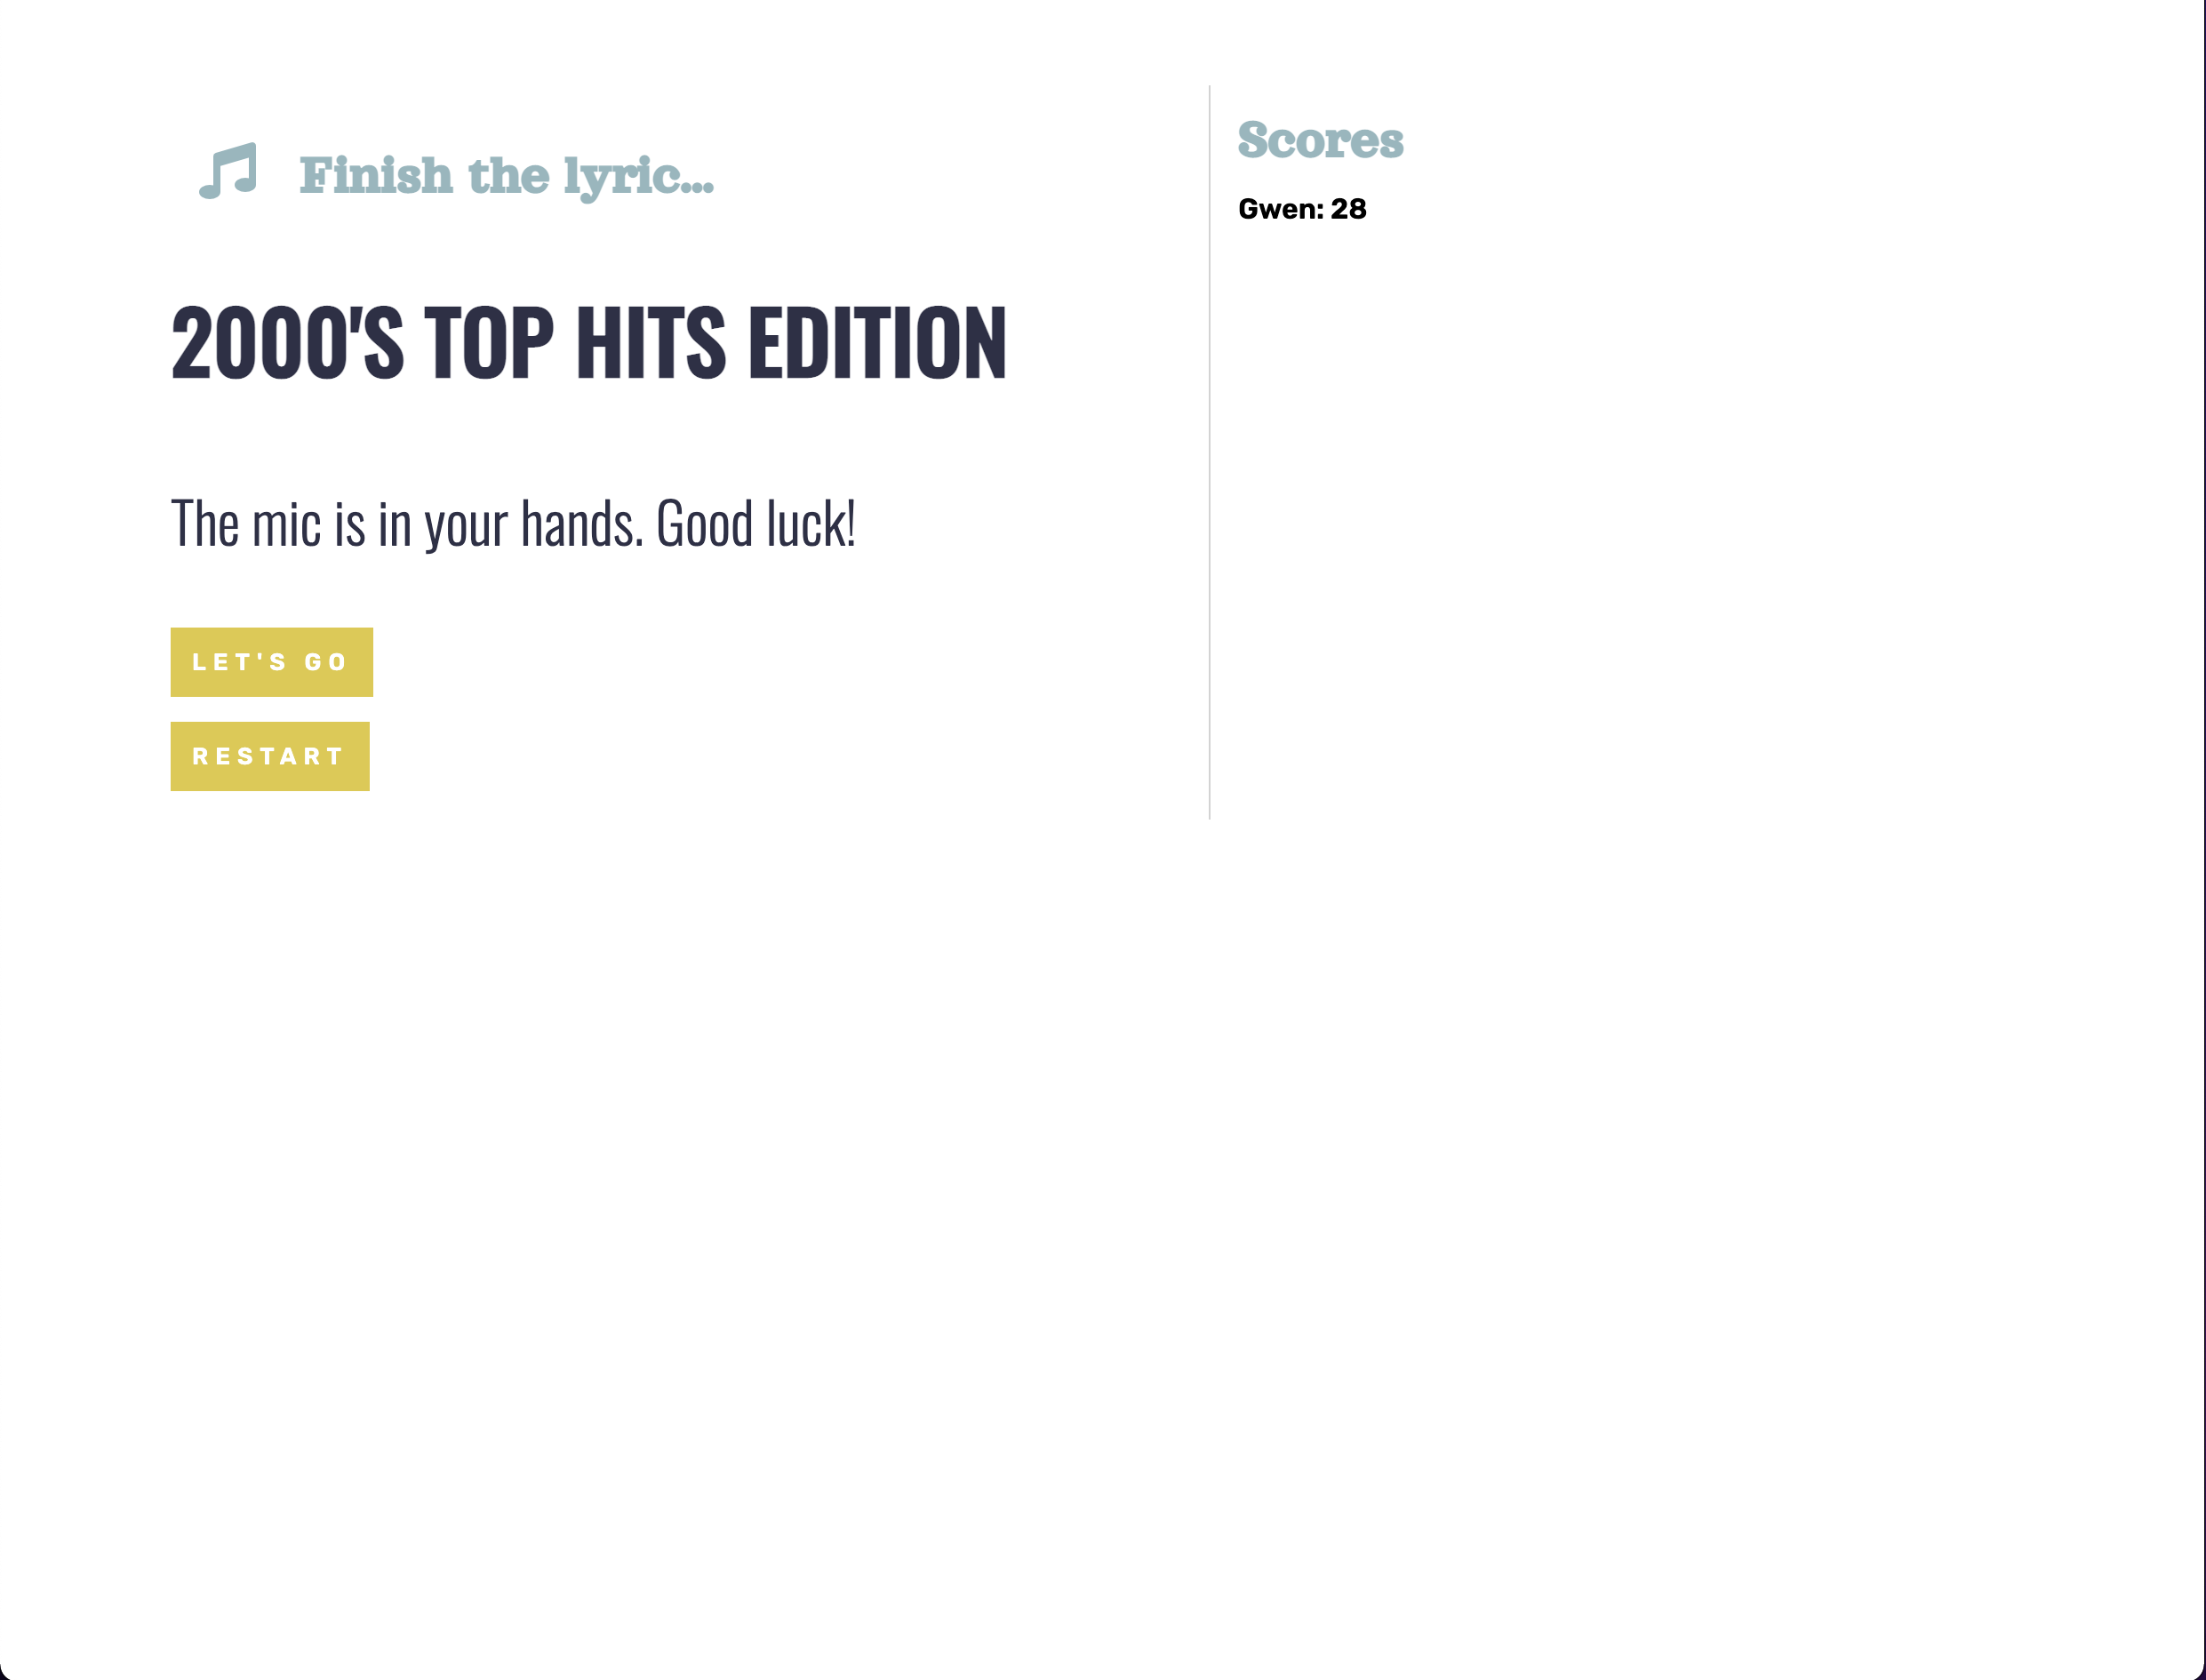 Finish the lyric...
2000'S TOP HITS EDITION
The mic is in your hands. Good luck!
LET'S GO
RESTART
Scores
Gwen: 28